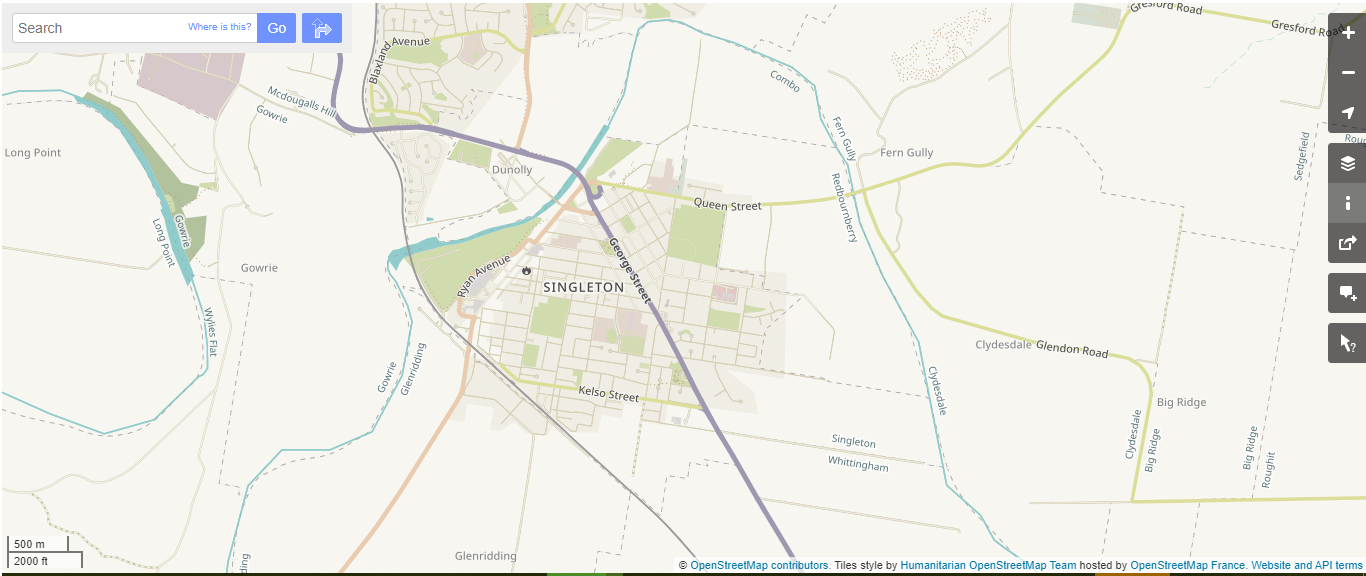 Search
Where is this?
Go
Gresford Road
Gresford Road
Blaxland Avenue
Mcdougalls Hill
Gowrie
Combo
Fern Gully
Redbournberry
Fern Gully
Sedgefield
Long Point
Dunolly
Queen Street
Gowrie
Long Point
Gowrie
George Street
Ryan Avenue
SINGLETON
Wylies Flat
Gowrie
Glenridding
Clydesdale
Glendon Road
Clydesdale
Kelso Street
Big Ridge
Clydesdale
Big Ridge
Big Ridge
Roughit
Singleton
Whittingham
Glenridding
500 m
2000 ft
© OpenStreetMap contributors. Tiles style by Humanitarian OpenStreetMap Team hosted by OpenStreetMap France. Website and API terms